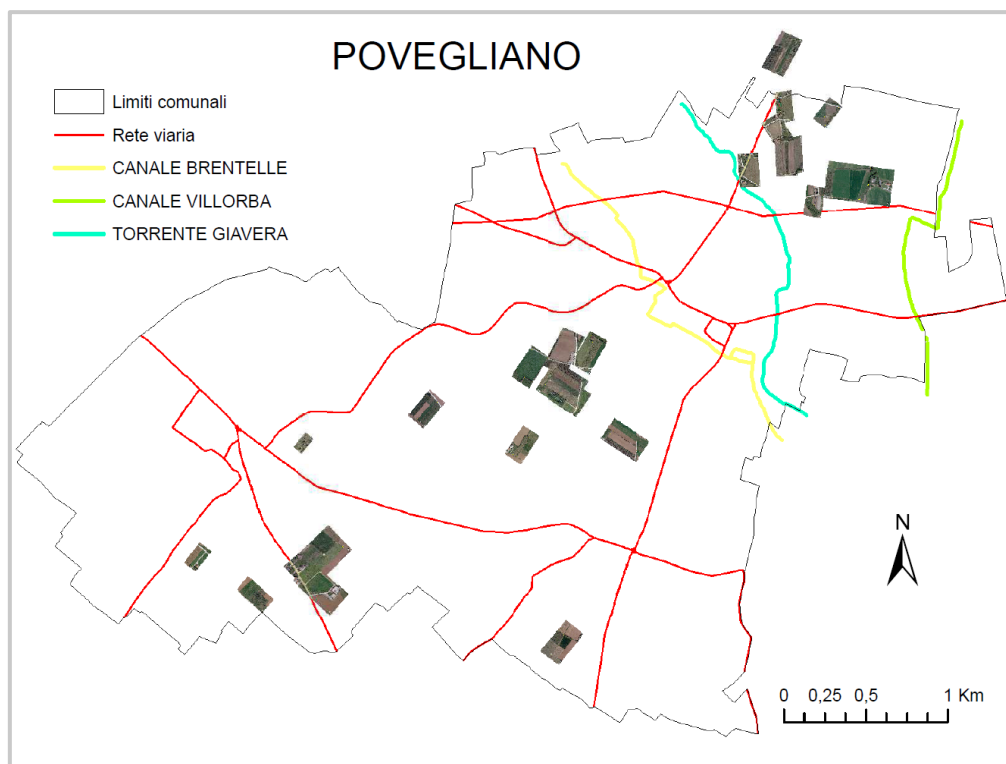 POVEGLIANO
Limiti comunali
Rete viaria
CANALE BRENTELLE
CANALE VILLORBA
TORRENTE GIAVERA
N
0 0,25 0,5 1 Km